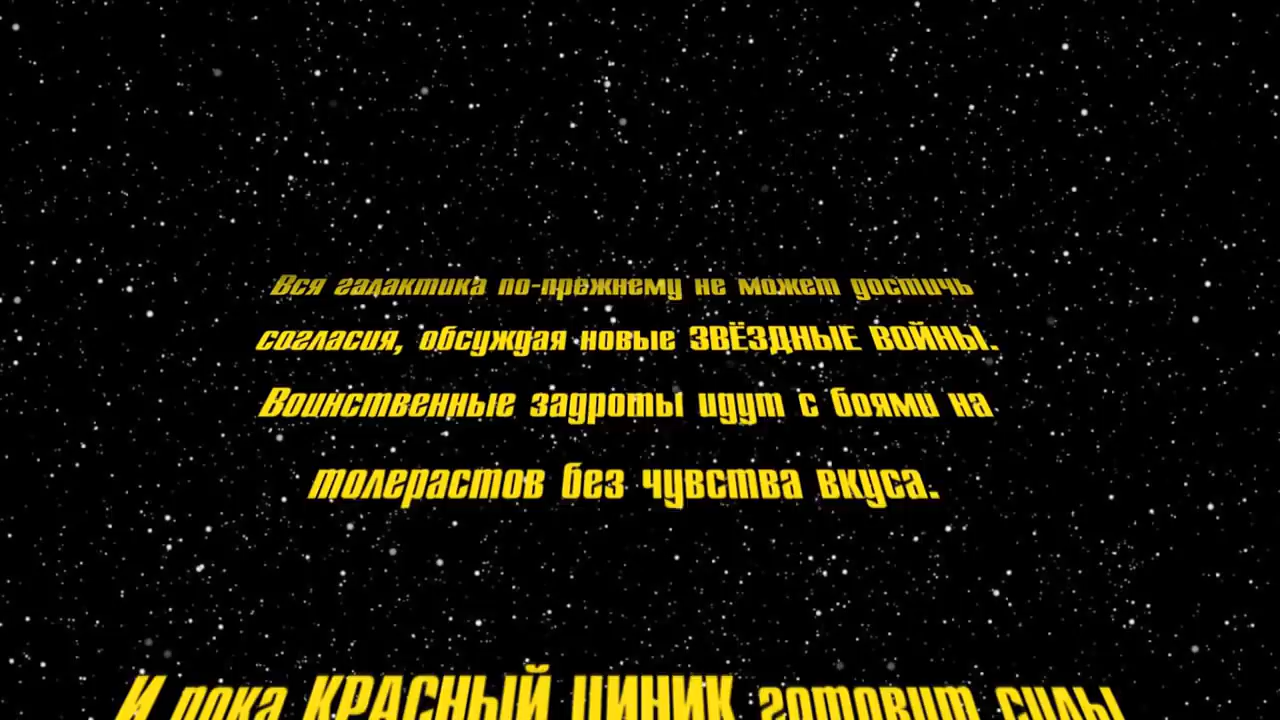 Вся галактика по-прежнему не может достичь
согласия, обсуждая новые ЗВЁЗДНЫЕ ВОЙНЫ.
Воинственные задроты идут с боями на
толерастов без чувства вкуса.
И пока КРАСНЫЙ ЦИНИК готовит силы